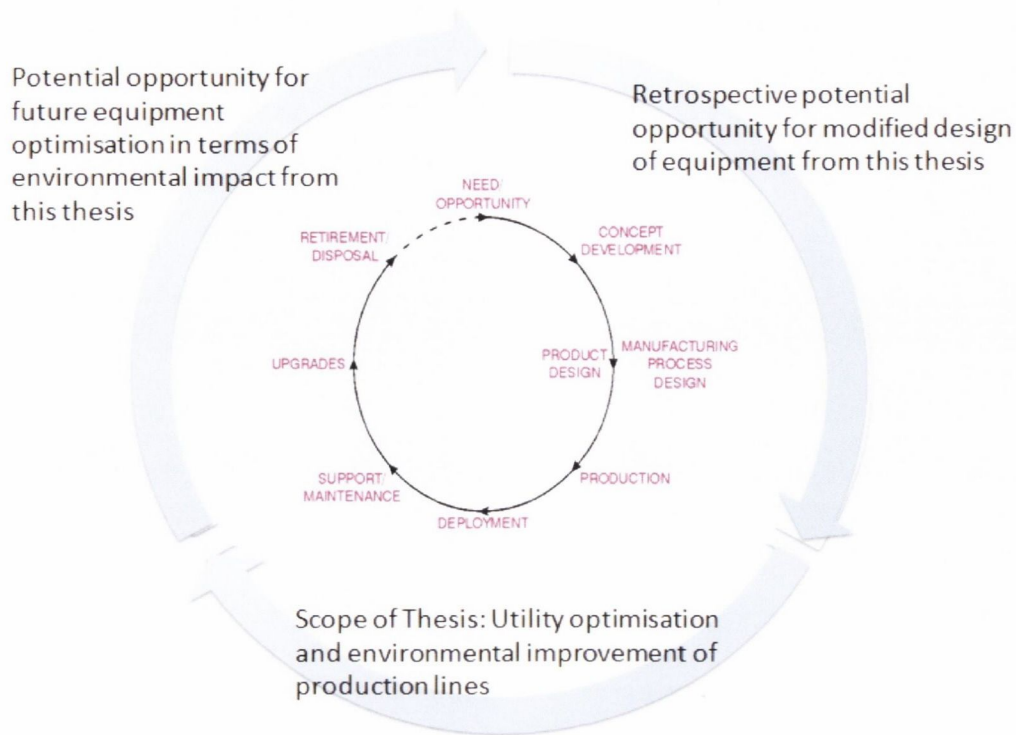 Potential opportunity for
future equipment
optimisation in terms of
environmental impact from
this thesis
Retrospective potential
opportunity for modified design
of equipment from this thesis
NEED/
OPPORTUNITY
CONCEPT
DEVELOPMENT
PRODUCT
DESIGN
MANUFACTURING
PROCESS
DESIGN
PRODUCTION
DEPLOYMENT
SUPPORT/
MAINTENANCE
UPGRADES
RETIREMENT/
DISPOSAL
Scope of Thesis: Utility optimisation
and environmental improvement of
production lines